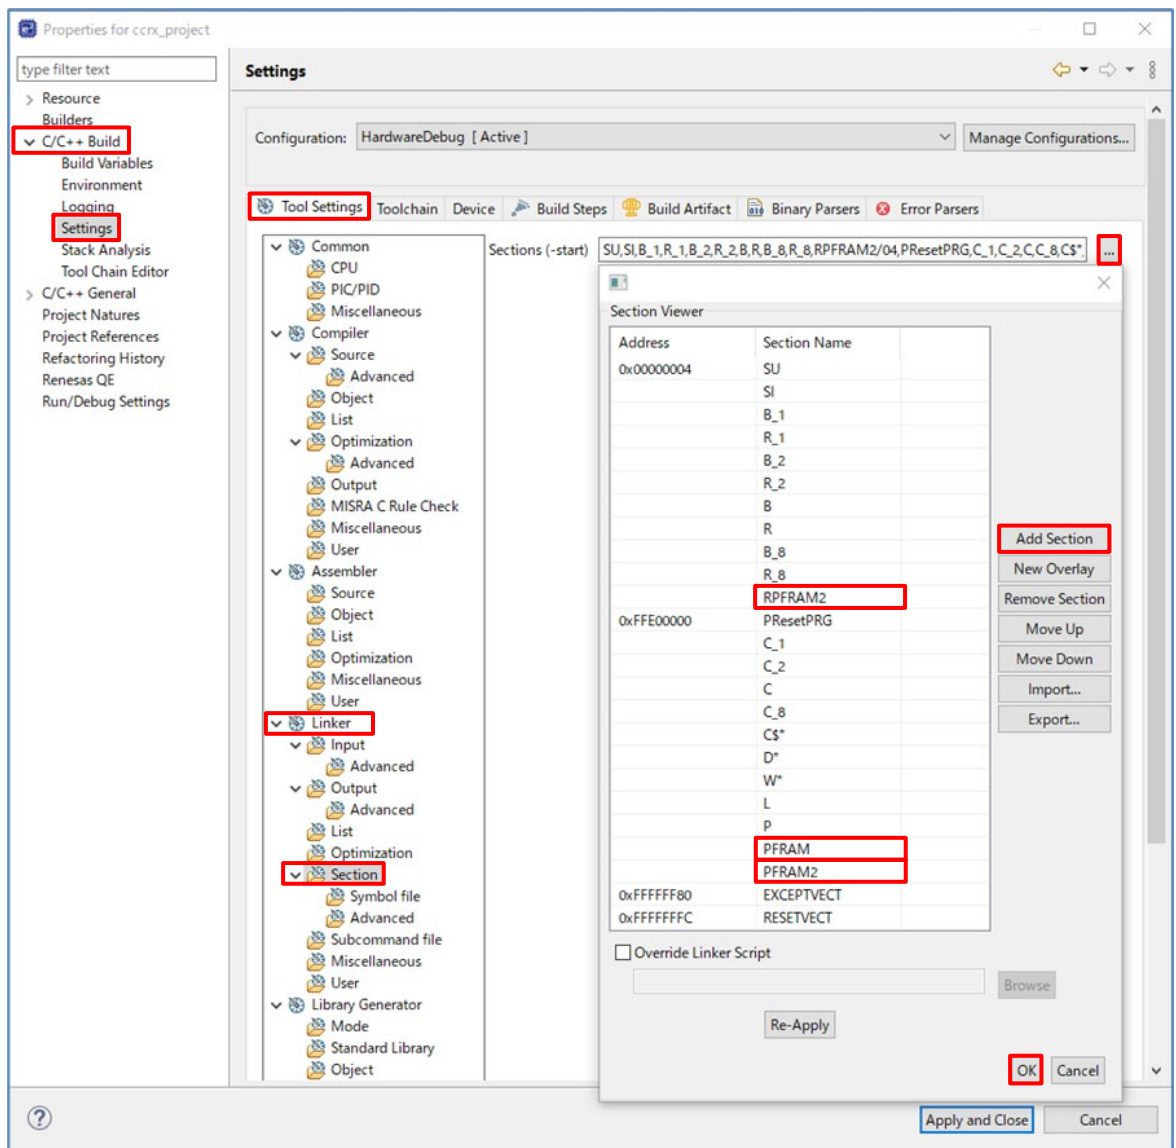 Properties for ccrx_project
type filter text
Resource
Builders
C/C++ Build
Build Variables
Environment
Logging
Settings
Stack Analysis
Tool Chain Editor
C/C++ General
Project Natures
Project References
Refactoring History
Renesas QE
Run/Debug Settings
Settings
Configuration: HardwareDebug [ Active ] Manage Configurations...
Tool Settings Toolchain Device Build Steps Build Artifact Binary Parsers Error Parsers
Common
CPU
PIC/PID
Miscellaneous
Compiler
Source
Advanced
Object
List
Optimization
Advanced
Output
MISRA C Rule Check
Miscellaneous
User
Assembler
Source
Object
List
Optimization
Miscellaneous
User
Linker
Input
Advanced
Output
Advanced
List
Optimization
Section
Symbol file
Advanced
Subcommand file
Miscellaneous
User
Library Generator
Mode
Standard Library
Object
Sections (-start) SU,SI,B_1,R_1,B_2,R_2,B,R,B_8,R_8,RPFRAM2/04,PResetPRG,C_1,C_2,C,C_8,C$*, ...
Section Viewer
Address Section Name
0x00000004 SU
SI
B_1
R_1
B_2
R_2
B
R
B_8
R_8
RPFRAM2
0xFFE00000 PResetPRG
C_1
C_2
C
C_8
C$*
D*
W*
L
P
PFRAM
PFRAM2
0xFFFFFF80 EXCEPTVECT
0xFFFFFFFC RESETVECT
Add Section
New Overlay
Remove Section
Move Up
Move Down
Import...
Export...
Override Linker Script
Browse
Re-Apply
OK Cancel
Apply and Close Cancel